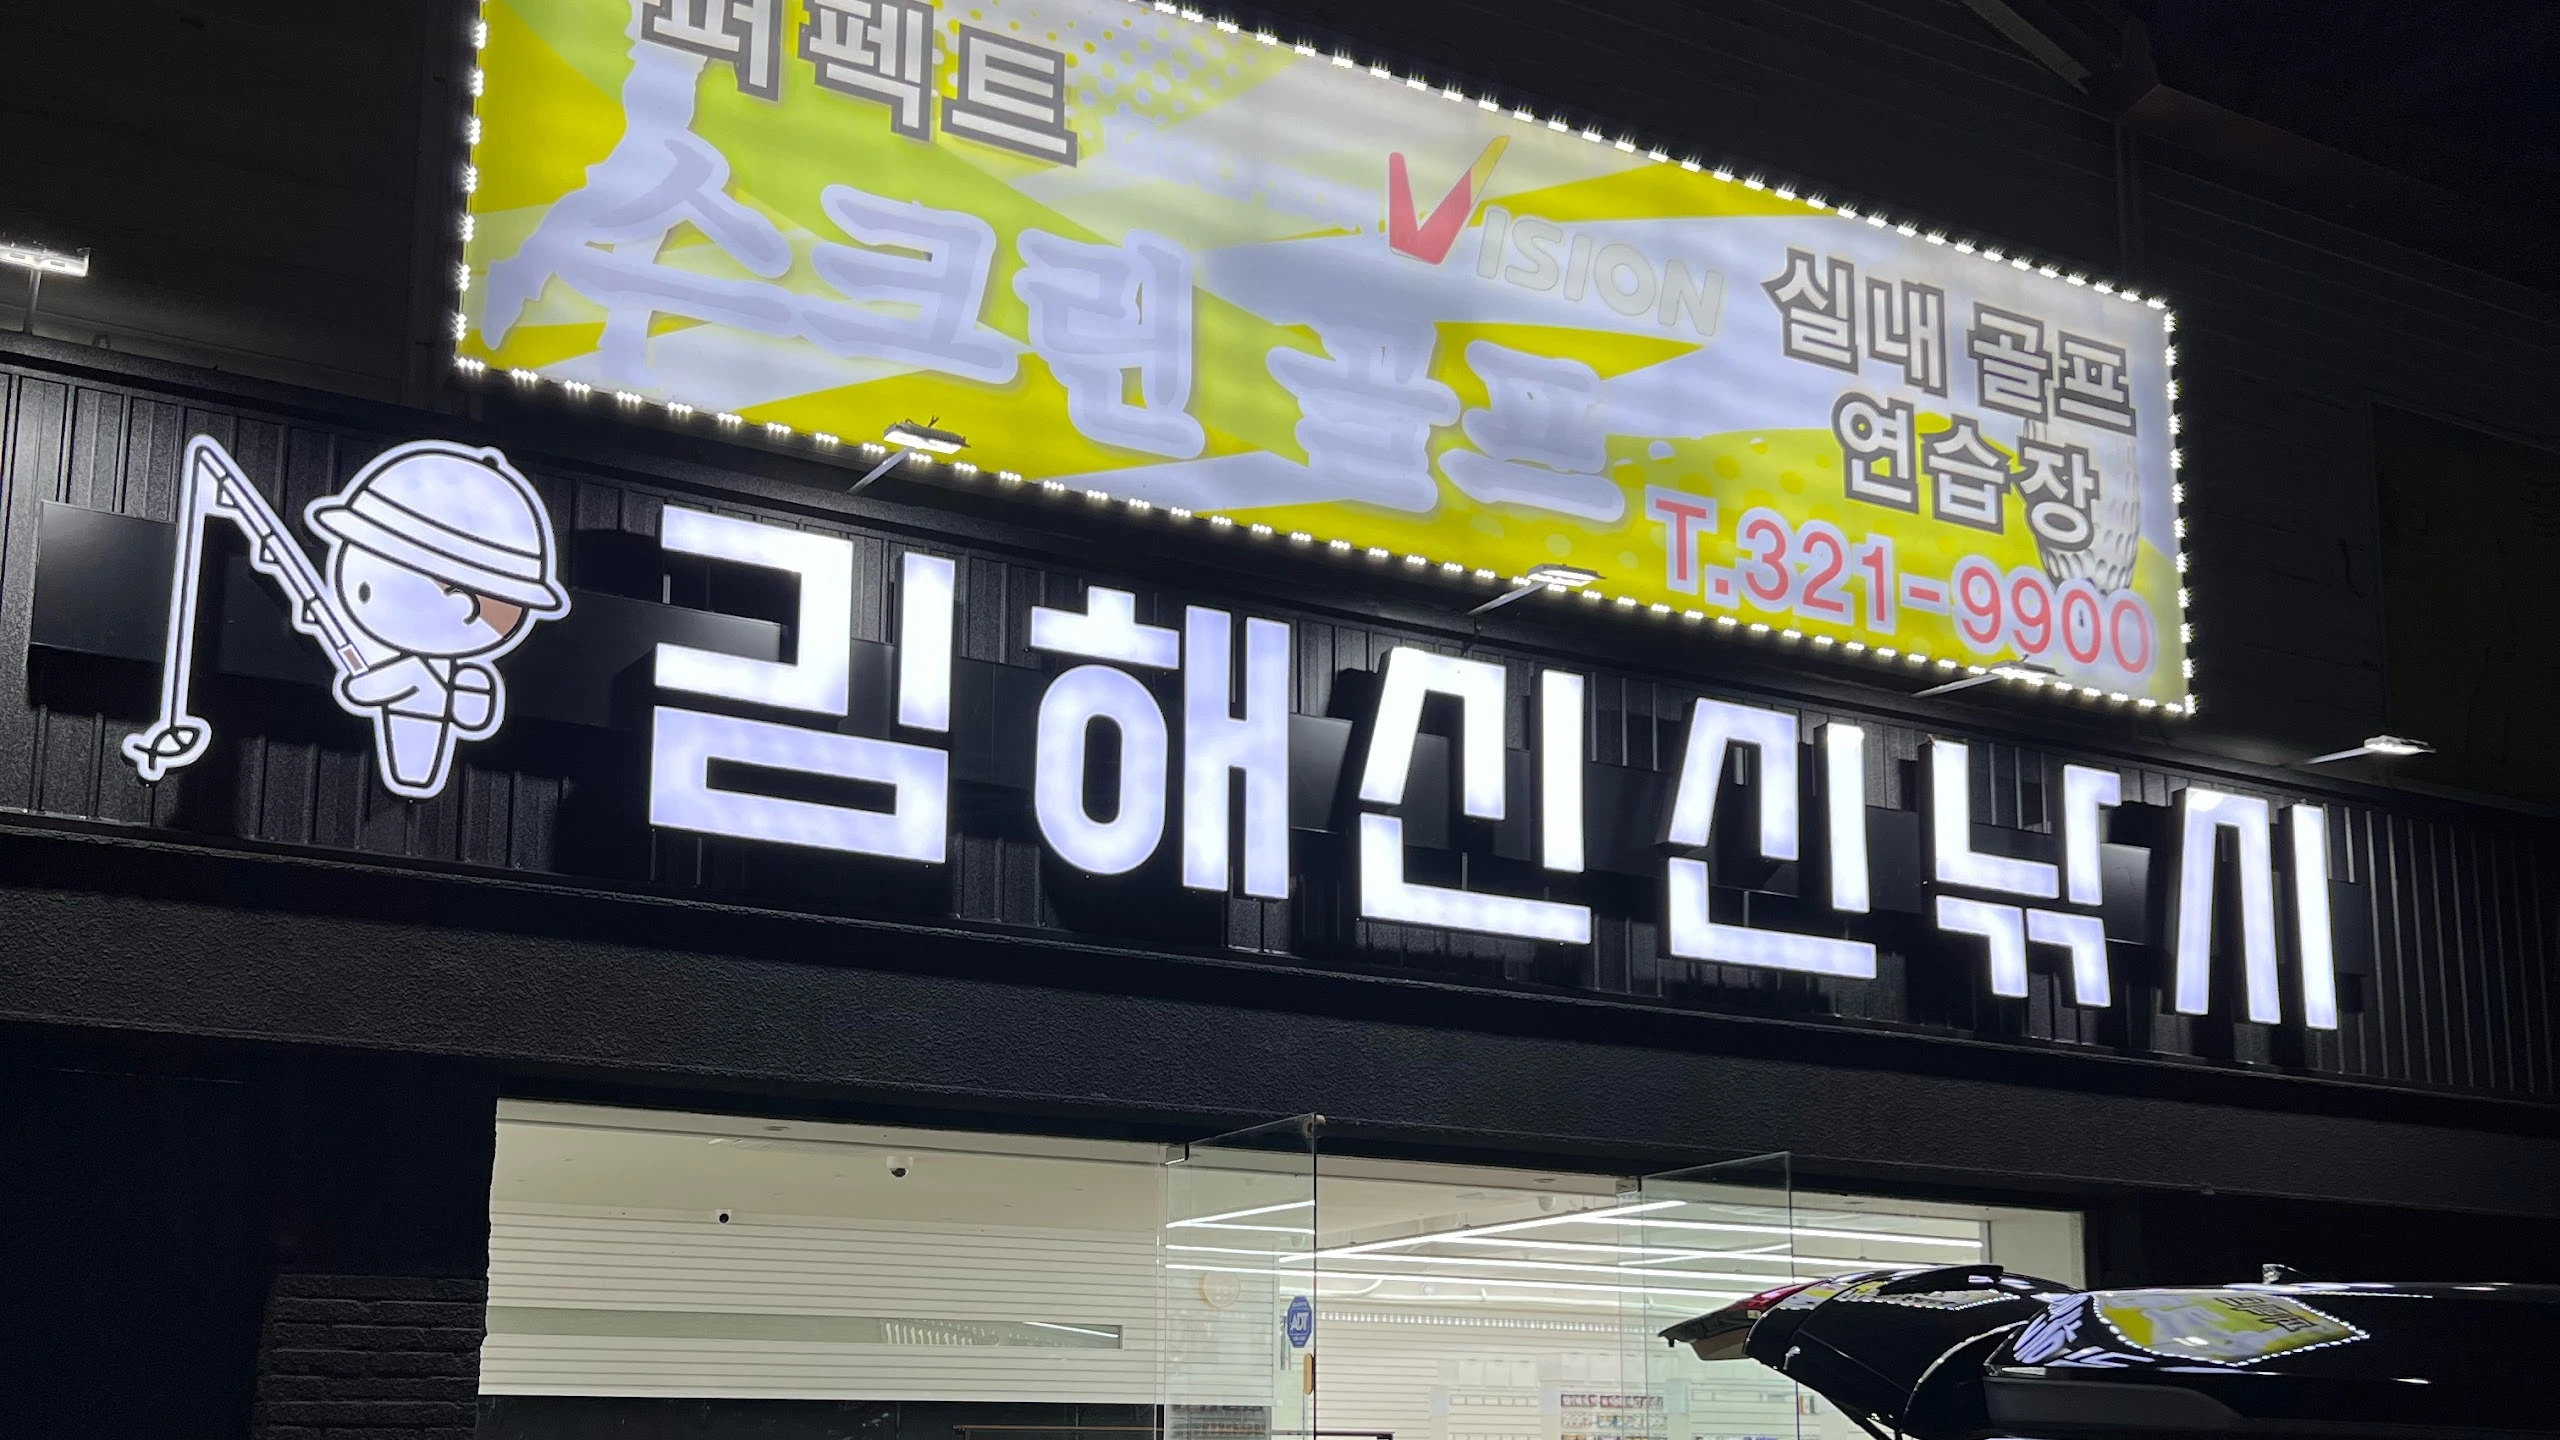 퍼펙트
스크린 골프
VISION
실내 골프
연습장
T.321-9900
김해신신낚시
ADT